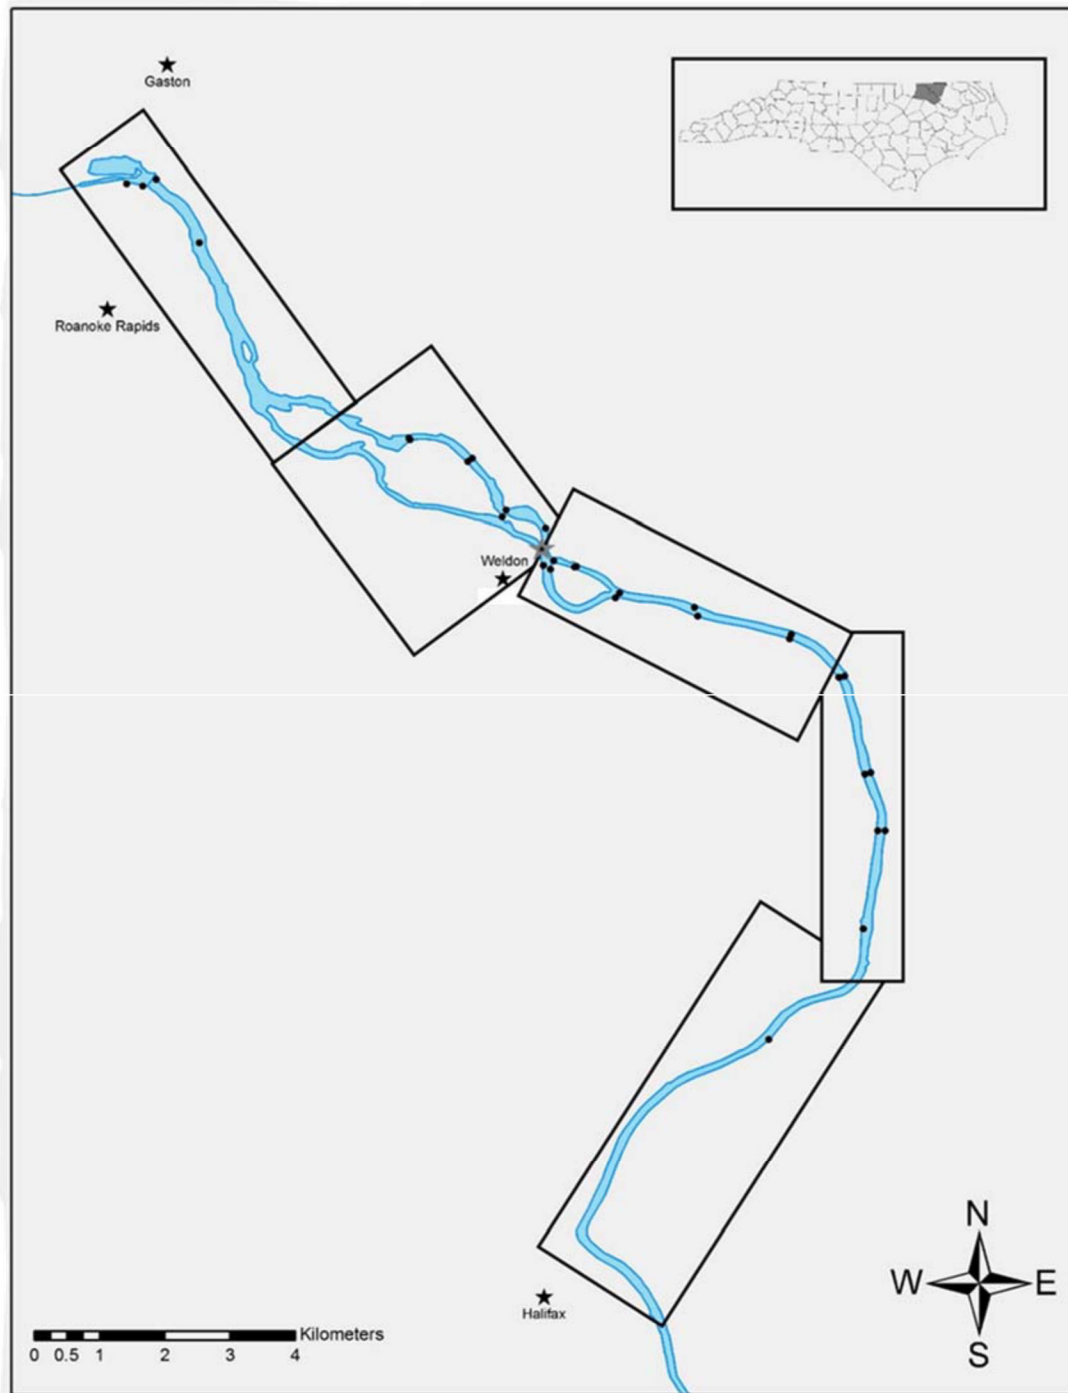 Gaston
Roanoke Rapids
Weldon
Halifax
N
W E
S
Kilometers
0 0.5 1 2 3 4